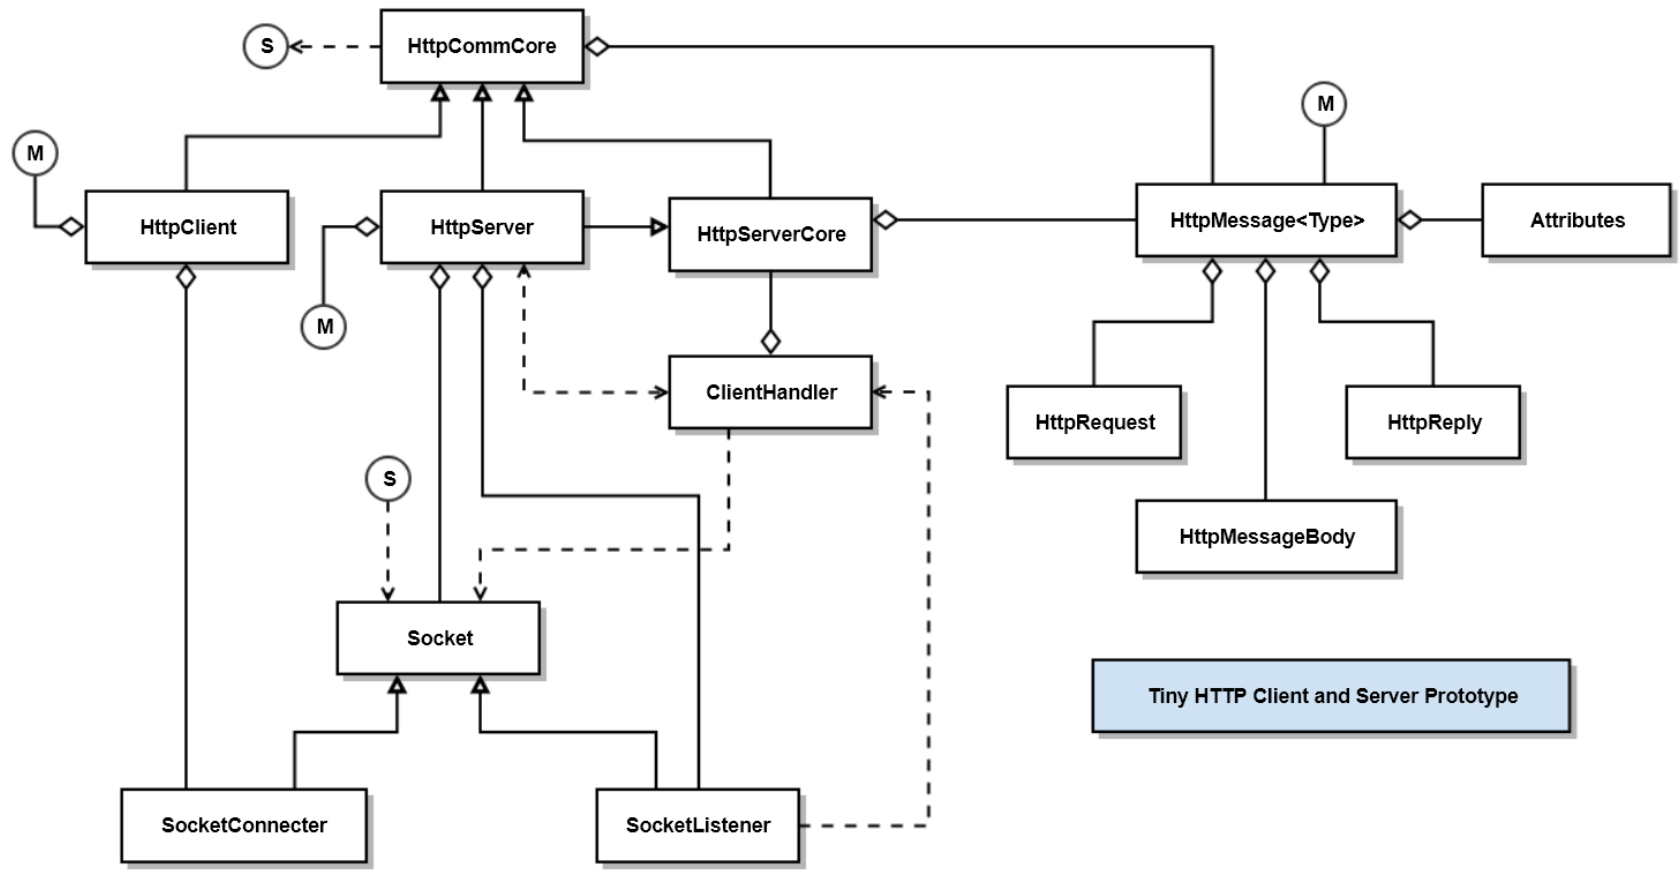 S
HttpCommCore
M
M
HttpClient
HttpServer
HttpServerCore
HttpMessage<Type>
Attributes
M
ClientHandler
HttpRequest
HttpReply
S
HttpMessageBody
Socket
Tiny HTTP Client and Server Prototype
SocketConnecter
SocketListener